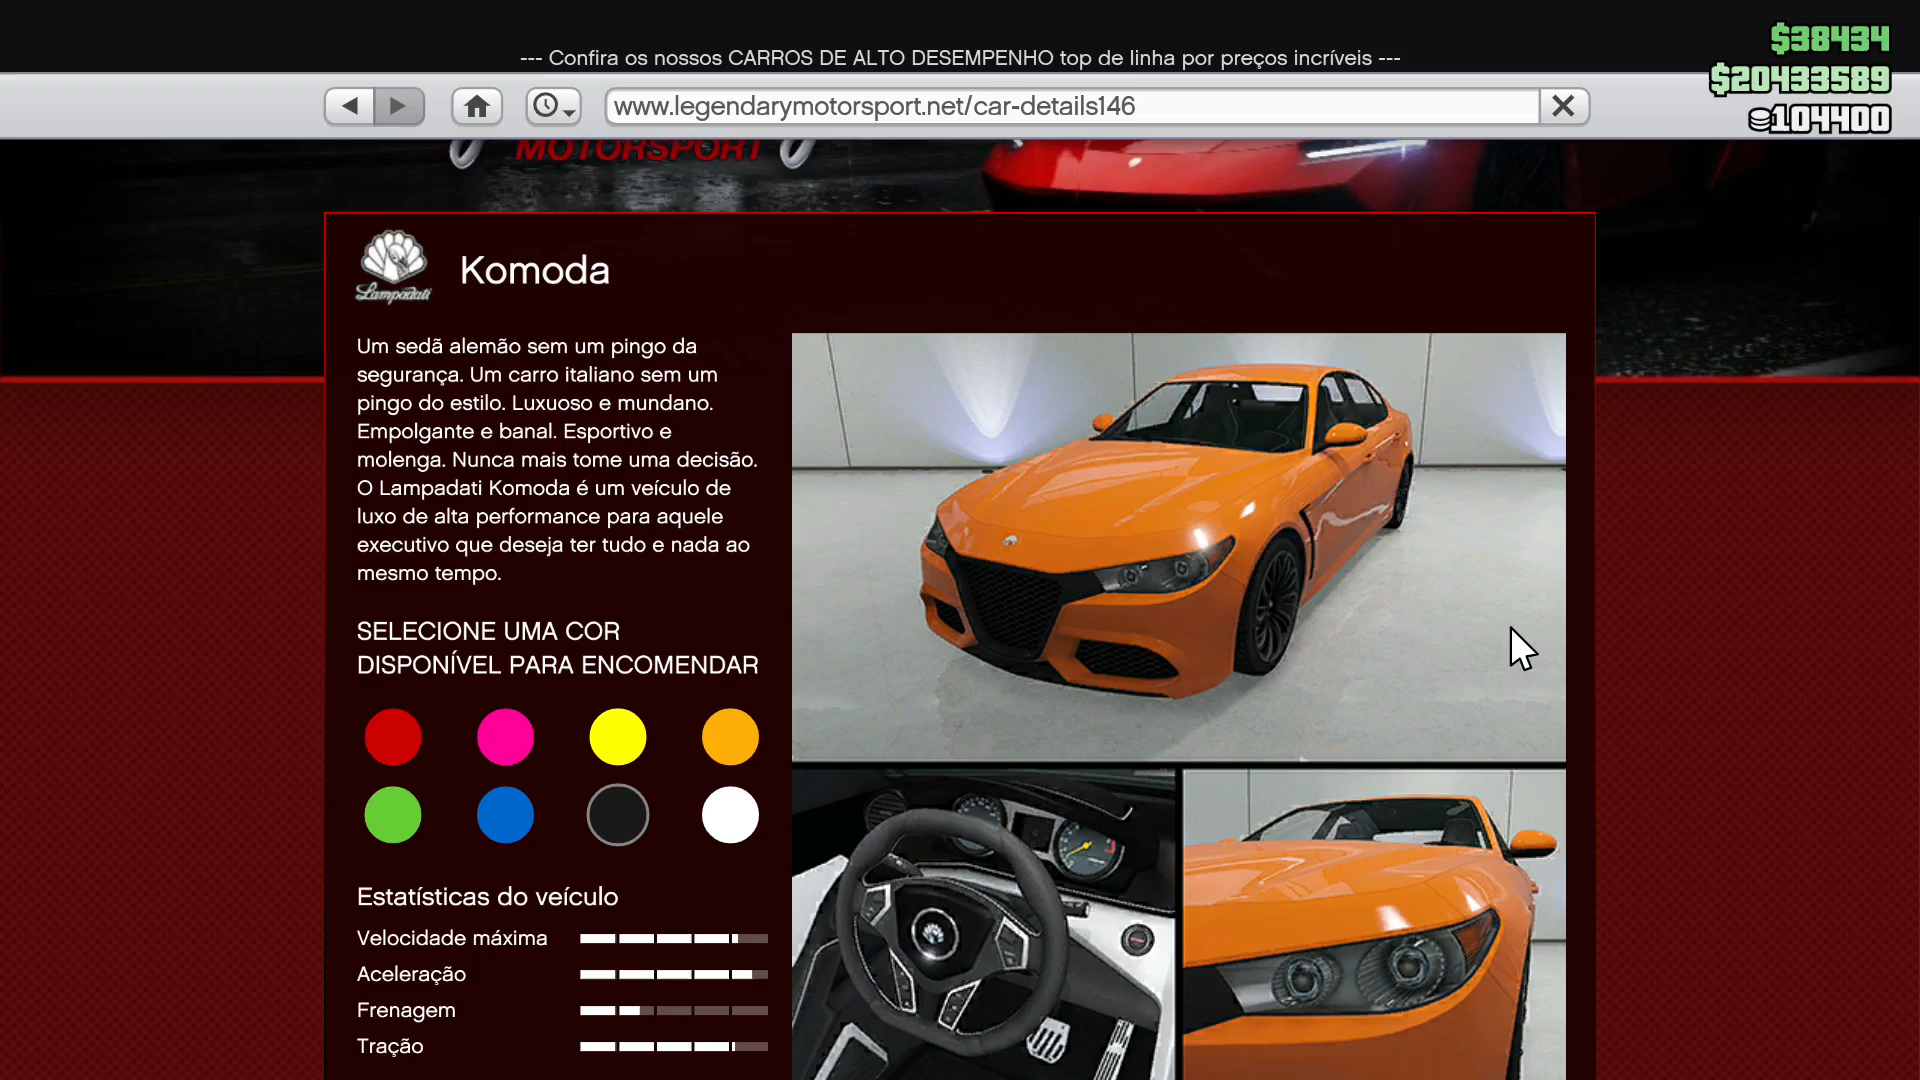 --- Confira os nossos CARROS DE ALTO DESEMPENHO top de linha por preços incríveis ---
$38434
$20433589
104400
www.legendarymotorsport.net/car-details146
MOTORSPORT
Lampadati
Komoda
Um sedã alemão sem um pingo da
segurança. Um carro italiano sem um
pingo do estilo. Luxuoso e mundano.
Empolgante e banal. Esportivo e
molenga. Nunca mais tome uma decisão.
O Lampadati Komoda é um veículo de
luxo de alta performance para aquele
executivo que deseja ter tudo e nada ao
mesmo tempo.
SELECIONE UMA COR
DISPONÍVEL PARA ENCOMENDAR
Estatísticas do veículo
Velocidade máxima
Aceleração
Frenagem
Tração